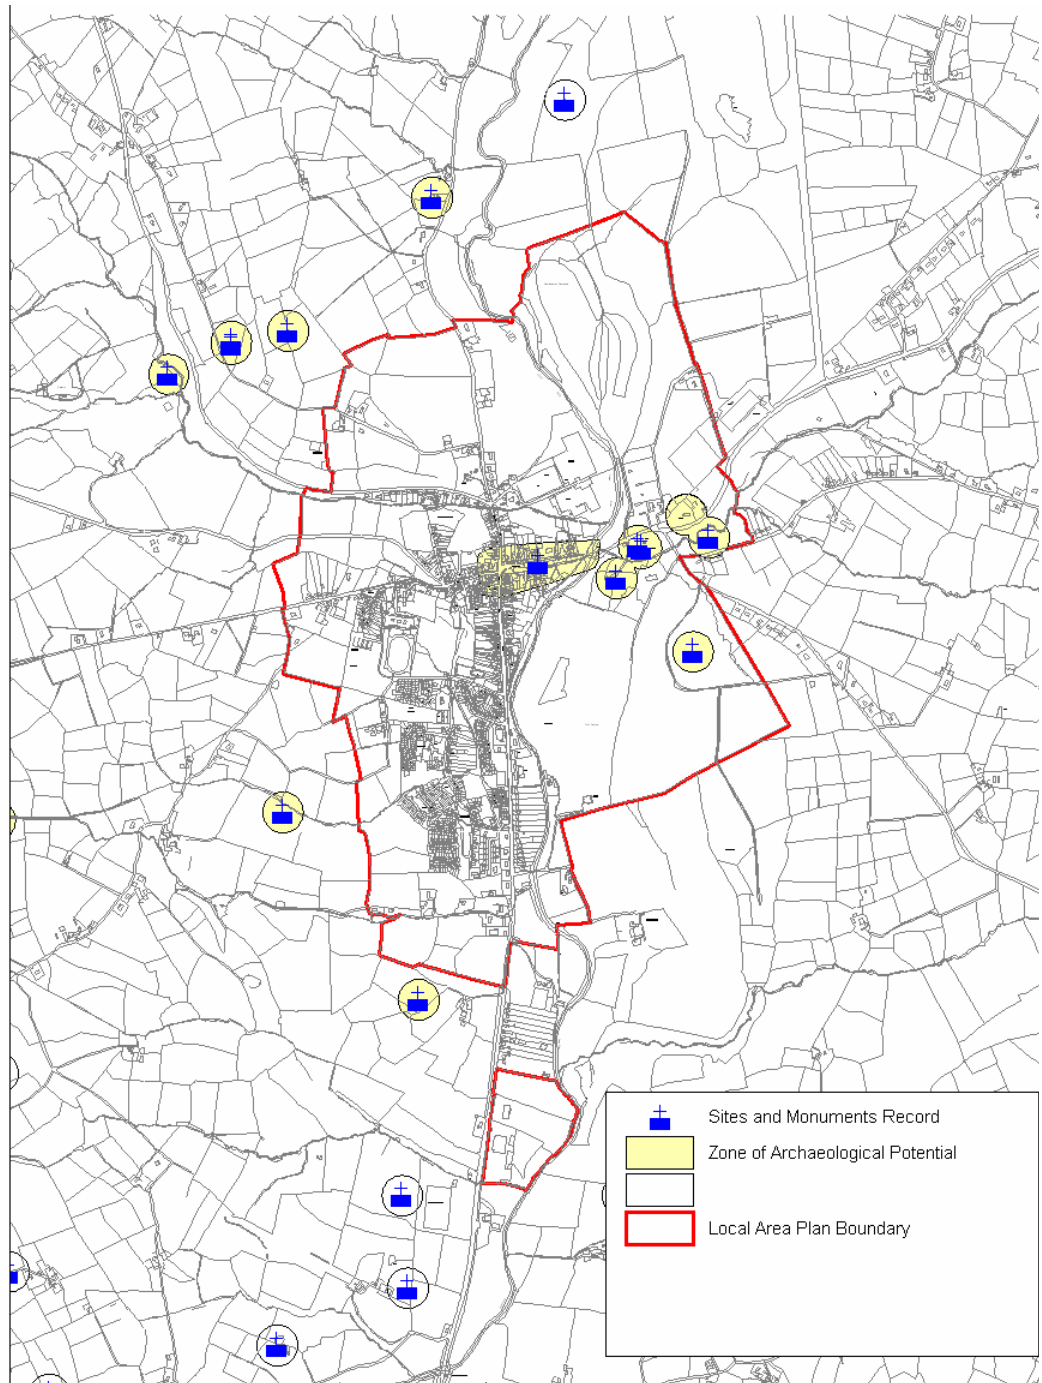 Sites and Monuments Record
Zone of Archaeological Potential
Local Area Plan Boundary